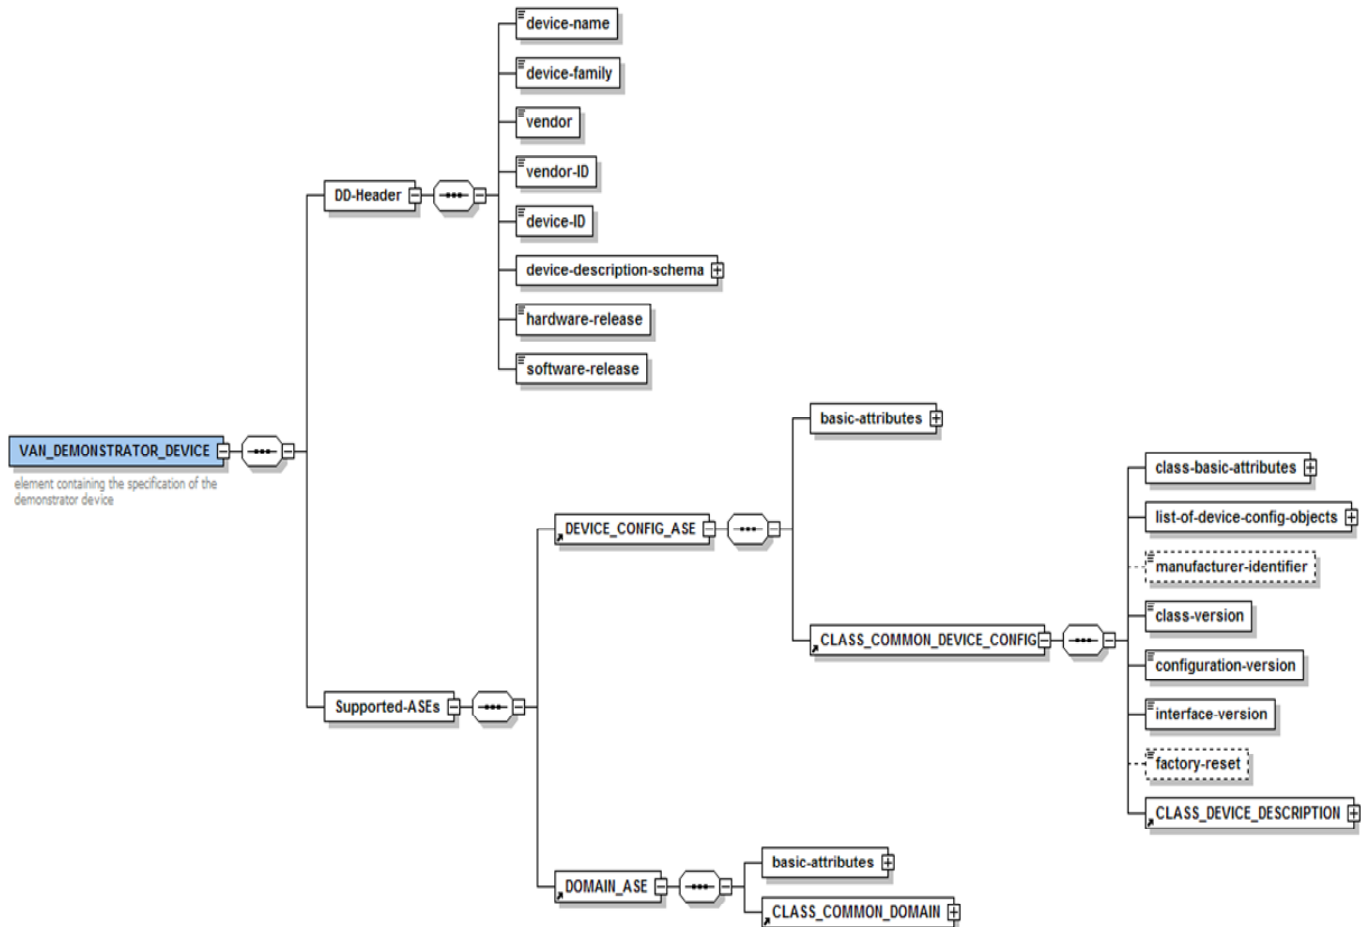 device-name
device-family
vendor
vendor-ID
DD-Header
device-ID
device-description-schema
hardware-release
software-release
VAN_DEMONSTRATOR_DEVICE
element containing the specification of the
demonstrator device
basic-attributes
class-basic-attributes
list-of-device-config-objects
DEVICE_CONFIG_ASE
manufacturer-identifier
class-version
CLASS_COMMON_DEVICE_CONFIG
configuration-version
Supported-ASEs
interface-version
factory-reset
CLASS_DEVICE_DESCRIPTION
basic-attributes
DOMAIN_ASE
CLASS_COMMON_DOMAIN